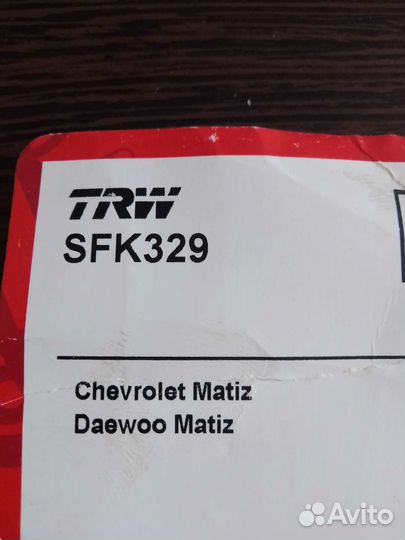 TRW
SFK329
Chevrolet Matiz
Daewoo Matiz
Avito